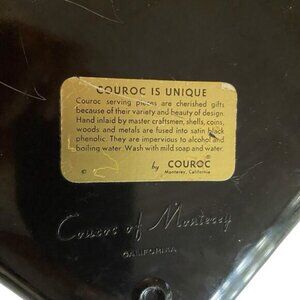 COUROC IS UNIQUE
Couroc serving pieces are cherished gifts
because of their variety and beauty of design.
Hand inlaid by master craftsmen, shells, coins,
woods and metals are fused into satin black
phenolic. They are impervious to alcohol and
boiling water. Wash with mild soap and water.
© by COUROC®
Monterey, California
Couroc of Monterey
CALIFORNIA